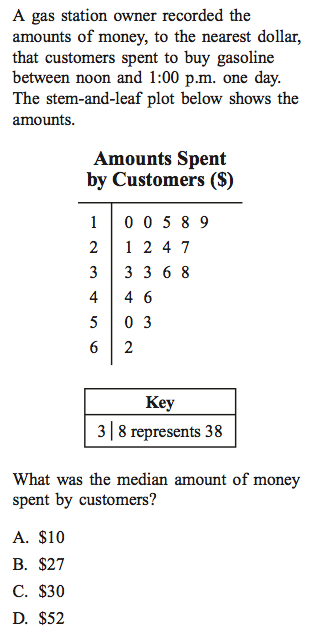 A gas station owner recorded the
amounts of money, to the nearest dollar,
that customers spent to buy gasoline
between noon and 1:00 p.m. one day.
The stem-and-leaf plot below shows the
amounts.
Amounts Spent
by Customers ($)
1 | 0 0 5 8 9
2 | 1 2 4 7
3 | 3 3 6 8
4 | 4 6
5 | 0 3
6 | 2
Key
3 | 8 represents 38
What was the median amount of money
spent by customers?
A. $10
B. $27
C. $30
D. $52